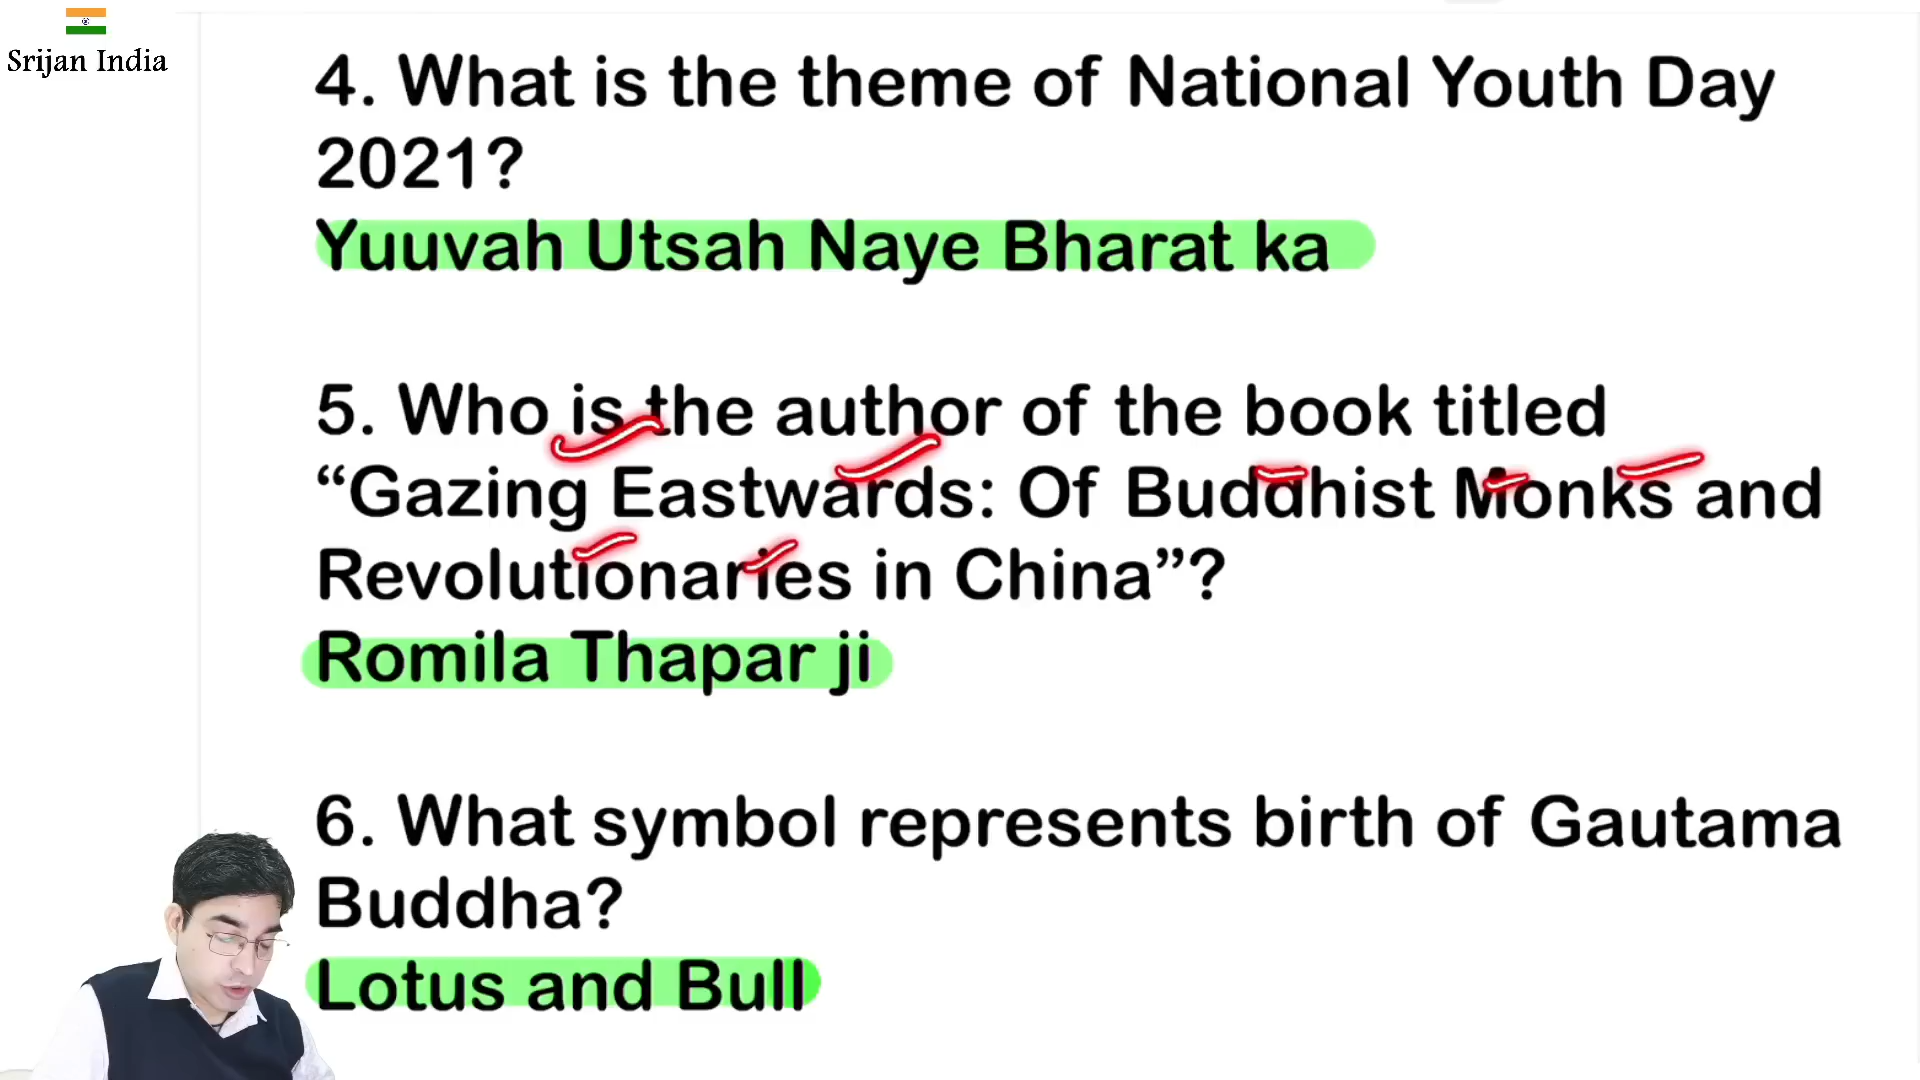 Srijan India
4. What is the theme of National Youth Day
2021?
Yuuvah Utsah Naye Bharat ka
5. Who is the author of the book titled
“Gazing Eastwards: Of Buddhist Monks and
Revolutionaries in China”?
Romila Thapar ji
6. What symbol represents birth of Gautama
Buddha?
Lotus and Bull